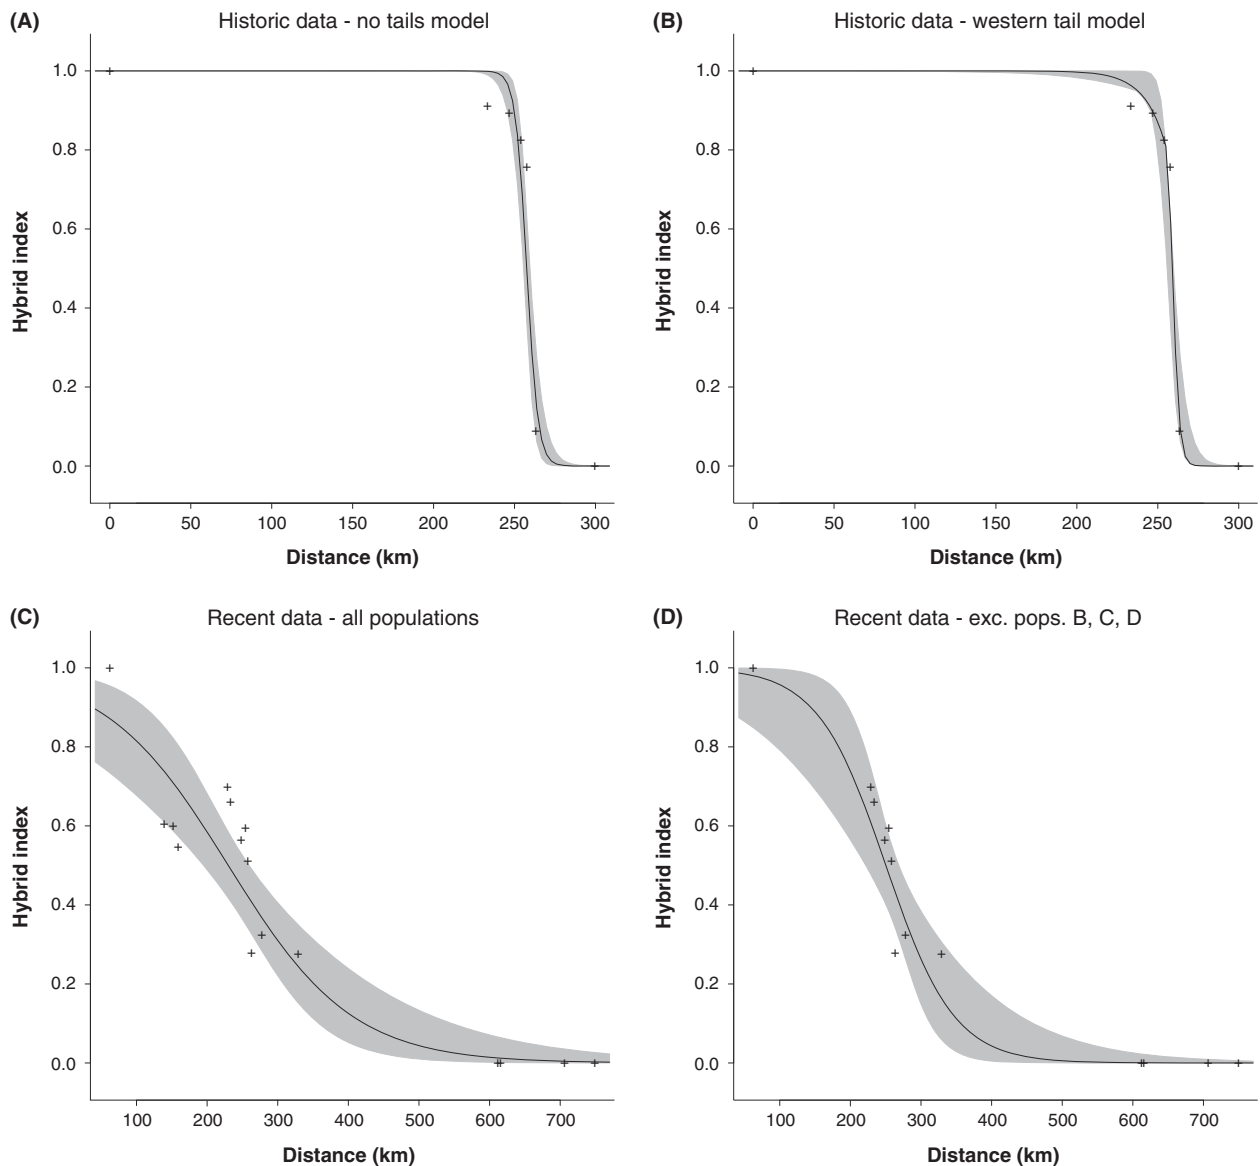 (A) Historic data - no tails model
1.0
0.8
0.6
0.4
0.2
0.0
Hybrid index
0 50 100 150 200 250 300
Distance (km)
(B) Historic data - western tail model
1.0
0.8
0.6
0.4
0.2
0.0
Hybrid index
0 50 100 150 200 250 300
Distance (km)
(C) Recent data - all populations
1.0
0.8
0.6
0.4
0.2
0.0
Hybrid index
100 200 300 400 500 600 700
Distance (km)
(D) Recent data - exc. pops. B, C, D
1.0
0.8
0.6
0.4
0.2
0.0
Hybrid index
100 200 300 400 500 600 700
Distance (km)